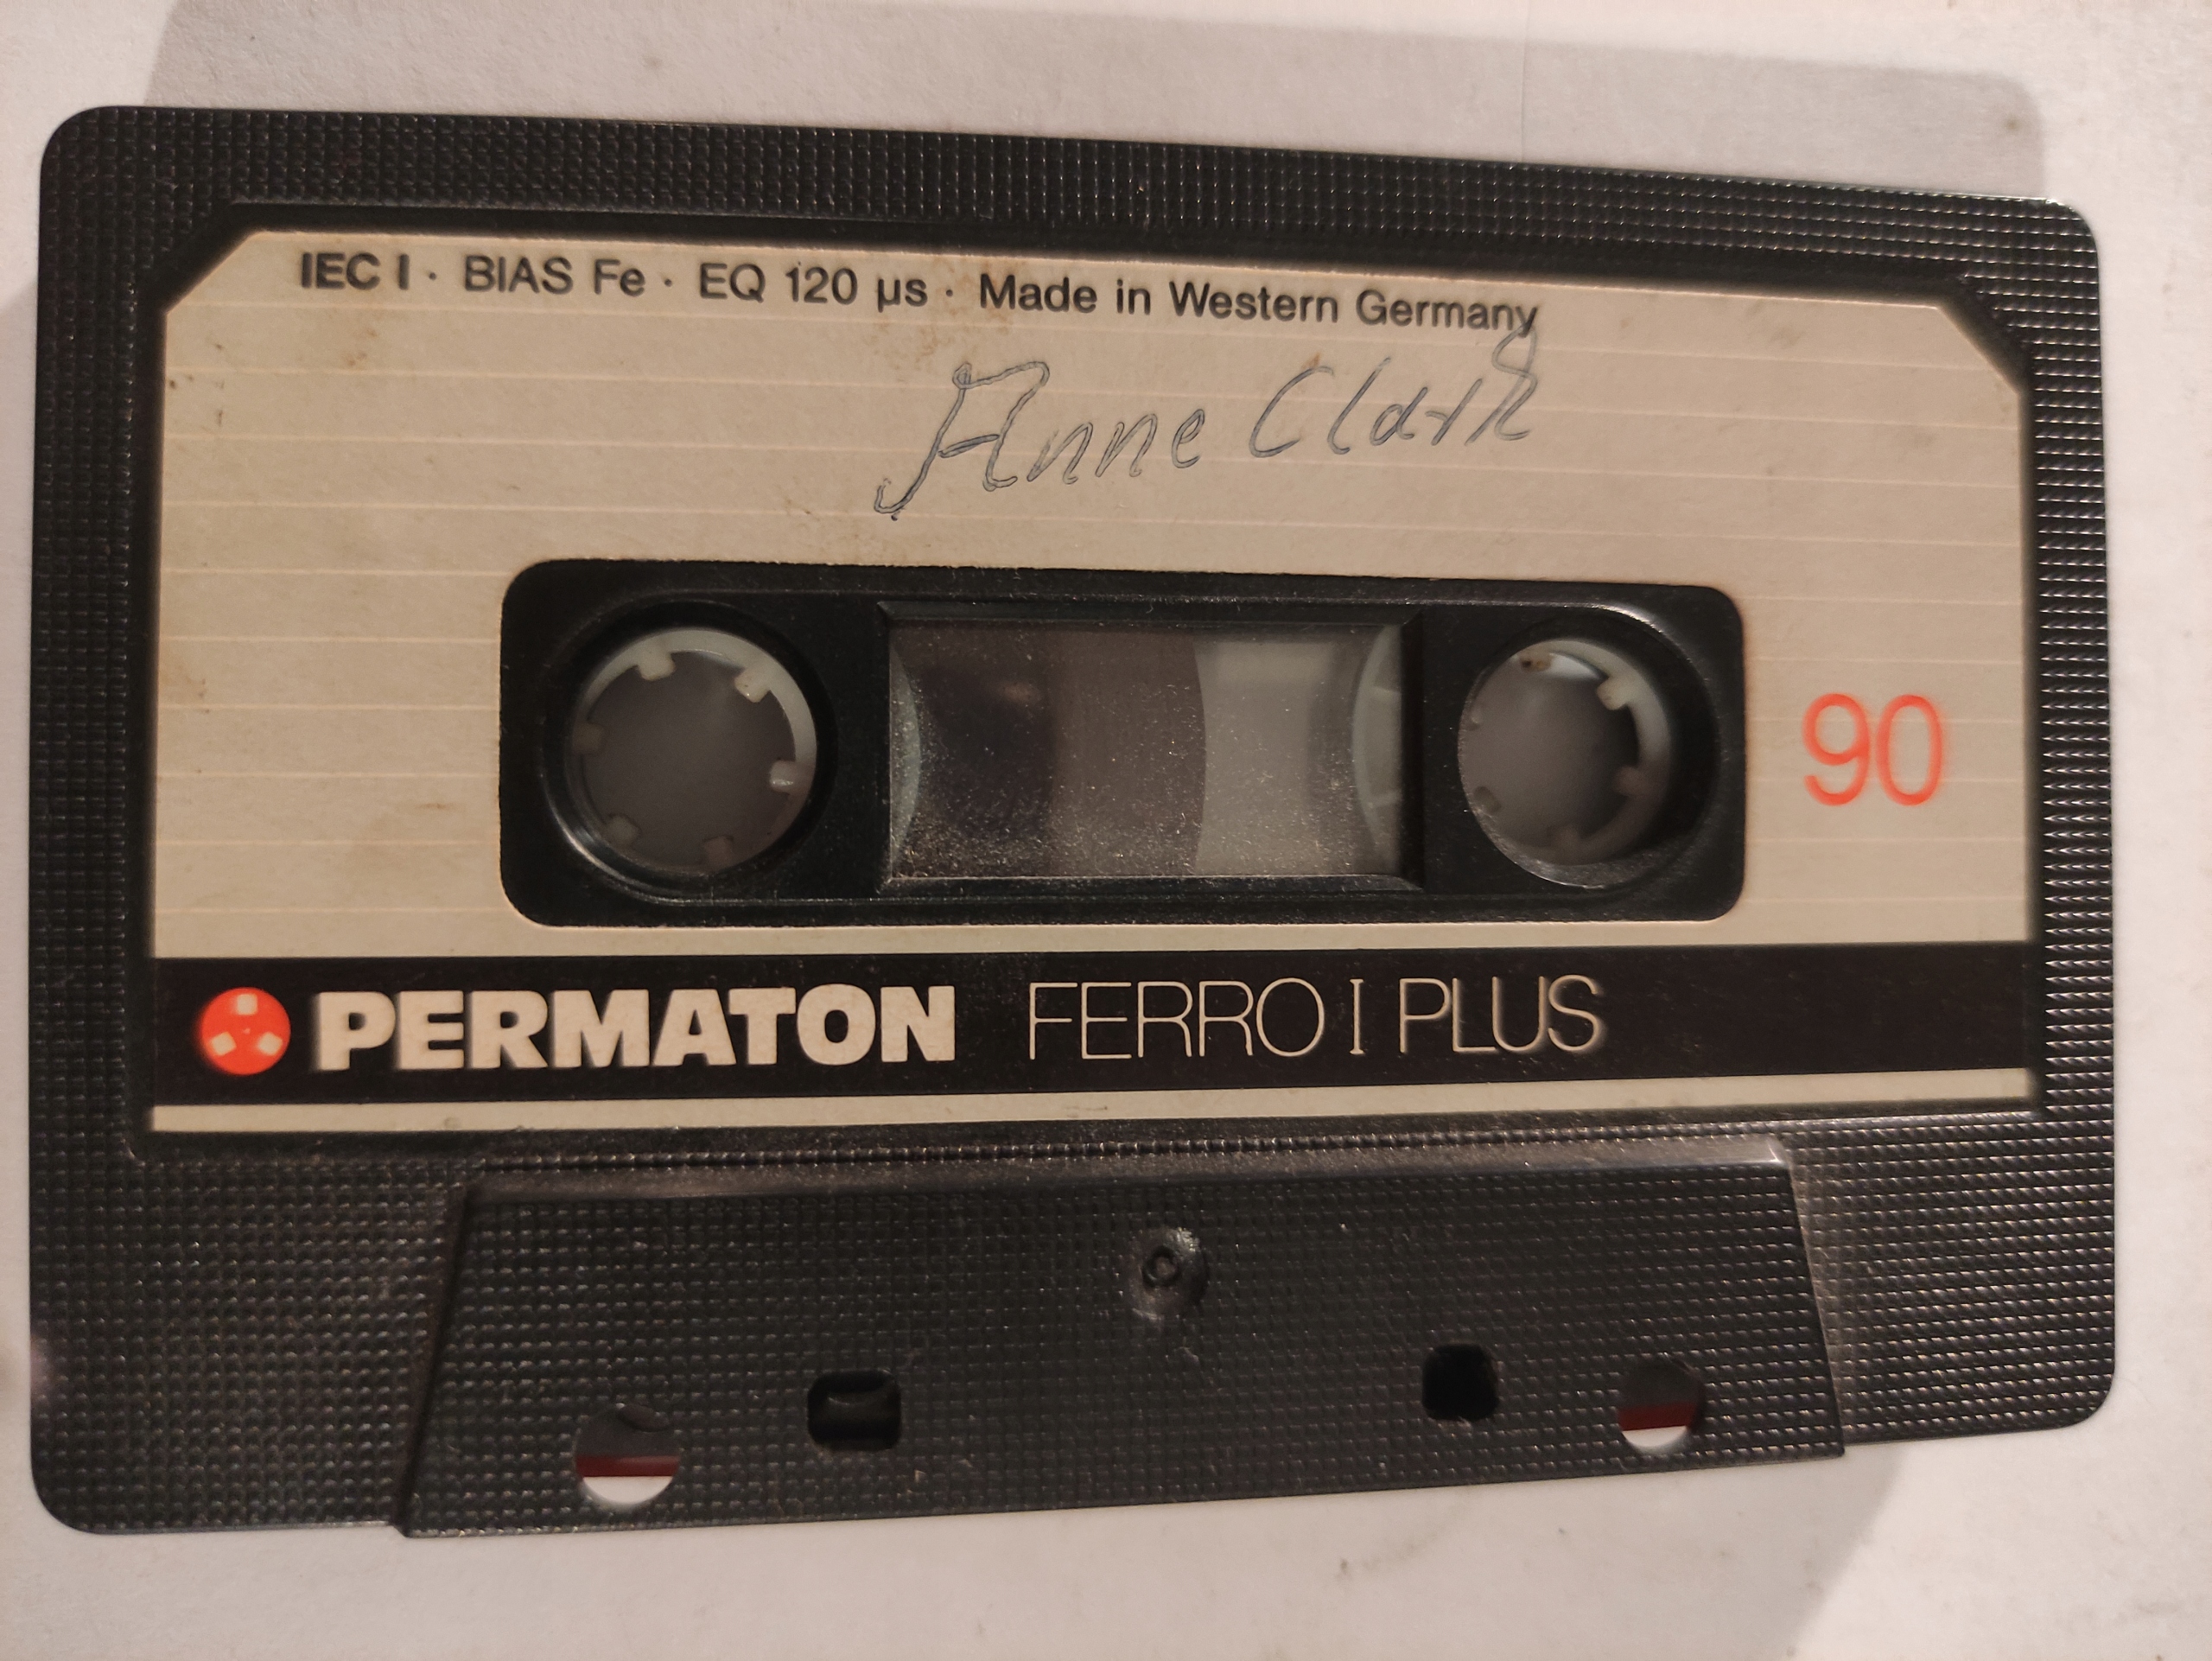 IEC I · BIAS Fe · EQ 120 µs · Made in Western Germany
Anne Clark
90
PERMATON FERRO I PLUS